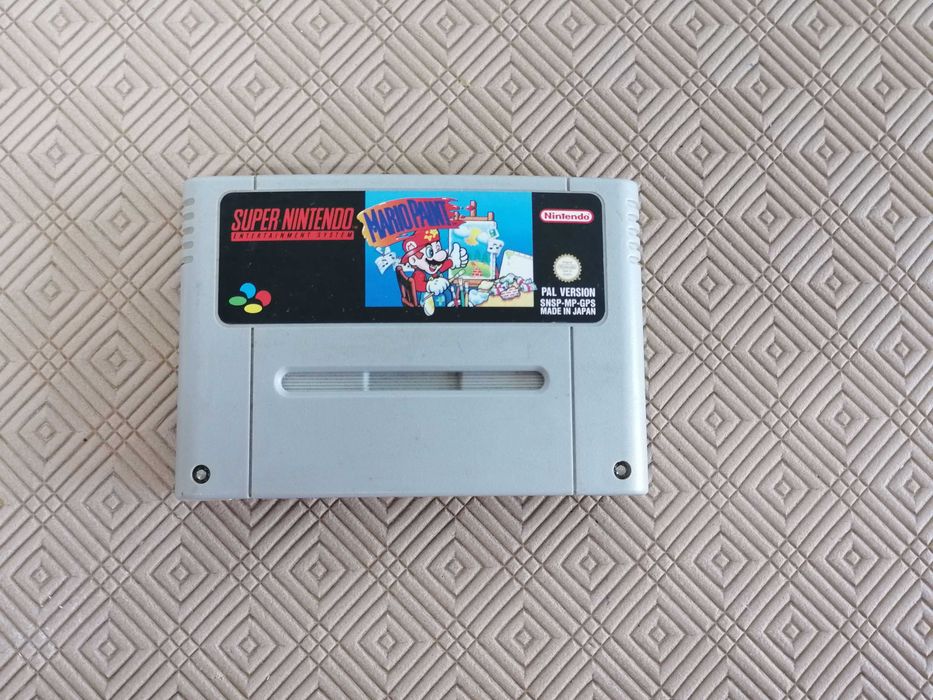 SUPER NINTENDO
ENTERTAINMENT SYSTEM
MARIO PAINT
Nintendo
PAL VERSION
SNSP-MP-GPS
MADE IN JAPAN